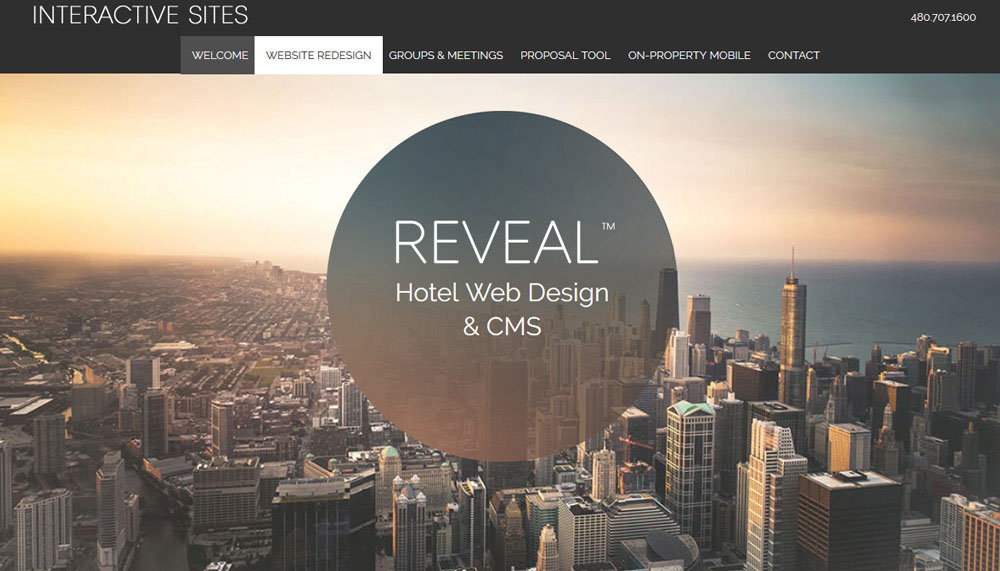 INTERACTIVE SITES
480.707.1600
WELCOME WEBSITE REDESIGN GROUPS & MEETINGS PROPOSAL TOOL ON-PROPERTY MOBILE CONTACT
REVEAL™
Hotel Web Design
& CMS